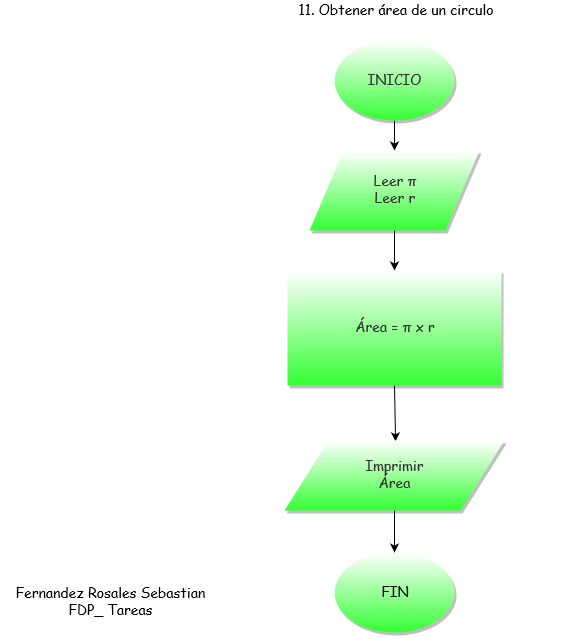 11. Obtener área de un circulo
INICIO
Leer π
Leer r
Área = π x r
Imprimir
Área
FIN
Fernandez Rosales Sebastian
FDP_ Tareas